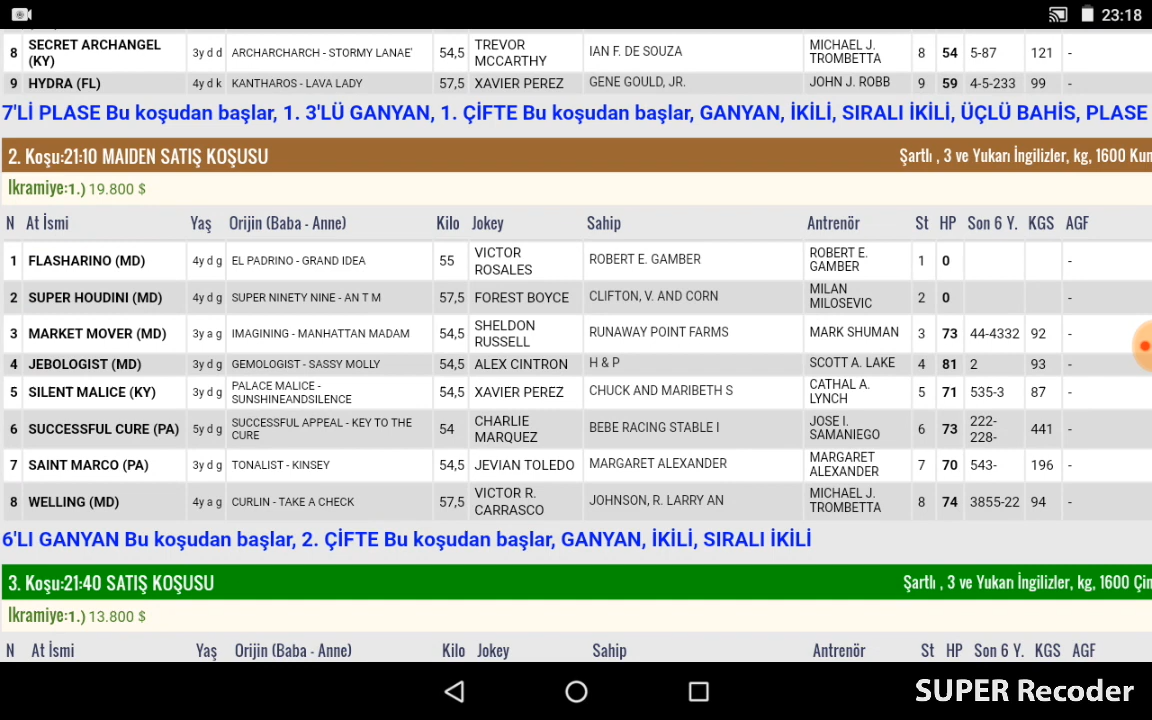 23:18
8 SECRET ARCHANGEL (KY) 3y d d ARCHARCHARCH - STORMY LANAE' 54,5 TREVOR MCCARTHY IAN F. DE SOUZA MICHAEL J. TROMBETTA 8 54 5-87 121 -
9 HYDRA (FL) 4y d k KANTHAROS - LAVA LADY 57,5 XAVIER PEREZ GENE GOULD, JR. JOHN J. ROBB 9 59 4-5-233 99 -
7'Lİ PLASE Bu koşudan başlar, 1. 3'LÜ GANYAN, 1. ÇİFTE Bu koşudan başlar, GANYAN, İKİLİ, SIRALI İKİLİ, ÜÇLÜ BAHİS, PLASE
2. Koşu:21:10 MAIDEN SATIŞ KOŞUSU Şartlı , 3 ve Yukarı İngilizler, kg, 1600 Kum
Ikramiye:1.) 19.800 $
N At İsmi Yaş Orijin (Baba - Anne) Kilo Jokey Sahip Antrenör St HP Son 6 Y. KGS AGF
1 FLASHARINO (MD) 4y d g EL PADRINO - GRAND IDEA 55 VICTOR ROSALES ROBERT E. GAMBER ROBERT E. GAMBER 1 0 -
2 SUPER HOUDINI (MD) 4y d g SUPER NINETY NINE - AN T M 57,5 FOREST BOYCE CLIFTON, V. AND CORN MILAN MILOSEVIC 2 0 -
3 MARKET MOVER (MD) 3y a g IMAGINING - MANHATTAN MADAM 54,5 SHELDON RUSSELL RUNAWAY POINT FARMS MARK SHUMAN 3 73 44-4332 92 -
4 JEBOLOGIST (MD) 3y d g GEMOLOGIST - SASSY MOLLY 54,5 ALEX CINTRON H & P SCOTT A. LAKE 4 81 2 93 -
5 SILENT MALICE (KY) 3y d g PALACE MALICE - SUNSHINEANDSILENCE 54,5 XAVIER PEREZ CHUCK AND MARIBETH S CATHAL A. LYNCH 5 71 535-3 87 -
6 SUCCESSFUL CURE (PA) 5y d g SUCCESSFUL APPEAL - KEY TO THE CURE 54 CHARLIE MARQUEZ BEBE RACING STABLE I JOSE I. SAMANIEGO 6 73 222-228- 441 -
7 SAINT MARCO (PA) 3y d g TONALIST - KINSEY 54,5 JEVIAN TOLEDO MARGARET ALEXANDER MARGARET ALEXANDER 7 70 543- 196 -
8 WELLING (MD) 4y a g CURLIN - TAKE A CHECK 57,5 VICTOR R. CARRASCO JOHNSON, R. LARRY AN MICHAEL J. TROMBETTA 8 74 3855-22 94 -
6'LI GANYAN Bu koşudan başlar, 2. ÇİFTE Bu koşudan başlar, GANYAN, İKİLİ, SIRALI İKİLİ
3. Koşu:21:40 SATIŞ KOŞUSU Şartlı , 3 ve Yukarı İngilizler, kg, 1600 Çim
Ikramiye:1.) 13.800 $
N At İsmi Yaş Orijin (Baba - Anne) Kilo Jokey Sahip Antrenör St HP Son 6 Y. KGS AGF
SUPER Recoder